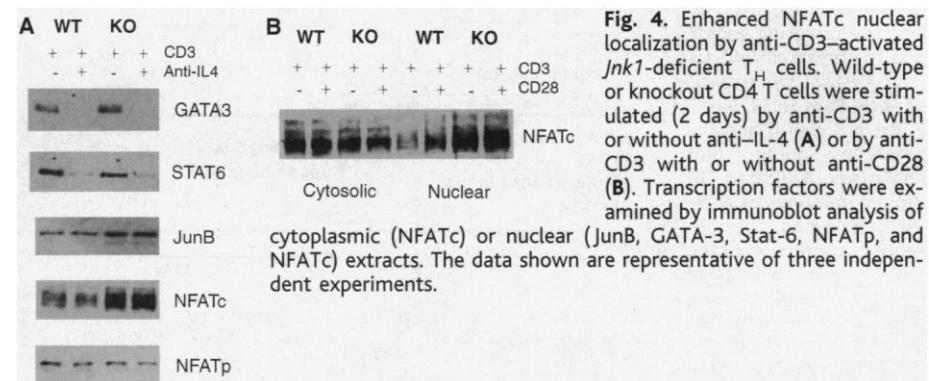 A
WT KO
+ + + + CD3
- + - + Anti-IL4
GATA3
STAT6
JunB
NFATc
NFATp
B
WT KO WT KO
+ + + + + + + + CD3
- + - + - + - + CD28
NFATc
Cytosolic Nuclear
Fig. 4. Enhanced NFATc nuclear
localization by anti-CD3–activated
Jnk1-deficient TH cells. Wild-type
or knockout CD4 T cells were stim-
ulated (2 days) by anti-CD3 with
or without anti–IL-4 (A) or by anti-
CD3 with or without anti-CD28
(B). Transcription factors were ex-
amined by immunoblot analysis of
cytoplasmic (NFATc) or nuclear (JunB, GATA-3, Stat-6, NFATp, and
NFATc) extracts. The data shown are representative of three indepen-
dent experiments.